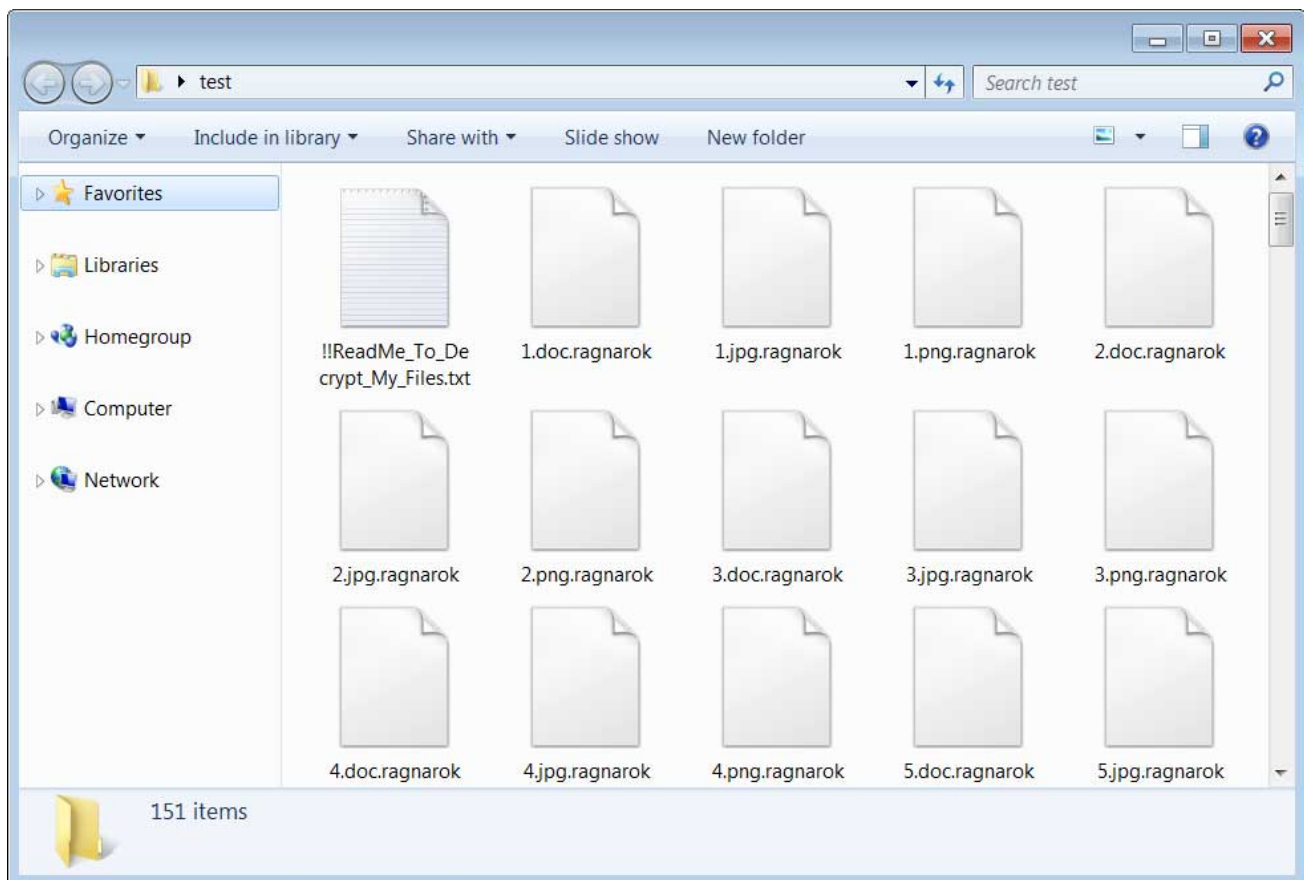 test
Search test
Organize
Include in library
Share with
Slide show
New folder
Favorites
Libraries
Homegroup
Computer
Network
!!ReadMe_To_De
crypt_My_Files.txt
1.doc.ragnarok
1.jpg.ragnarok
1.png.ragnarok
2.doc.ragnarok
2.jpg.ragnarok
2.png.ragnarok
3.doc.ragnarok
3.jpg.ragnarok
3.png.ragnarok
4.doc.ragnarok
4.jpg.ragnarok
4.png.ragnarok
5.doc.ragnarok
5.jpg.ragnarok
151 items